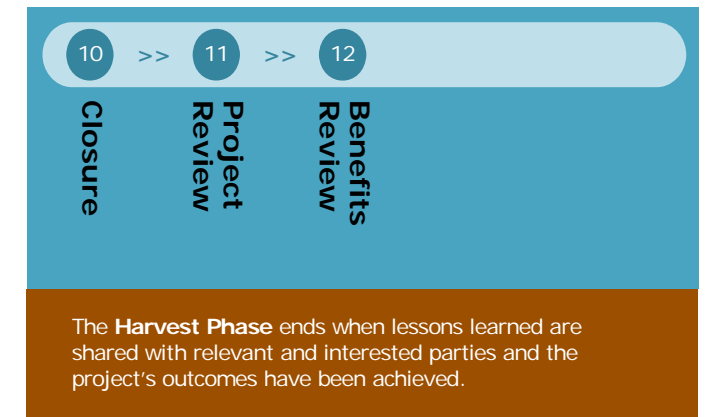 10 >> 11 >> 12
Closure
Project
Review
Benefits
Review
The Harvest Phase ends when lessons learned are
shared with relevant and interested parties and the
project's outcomes have been achieved.